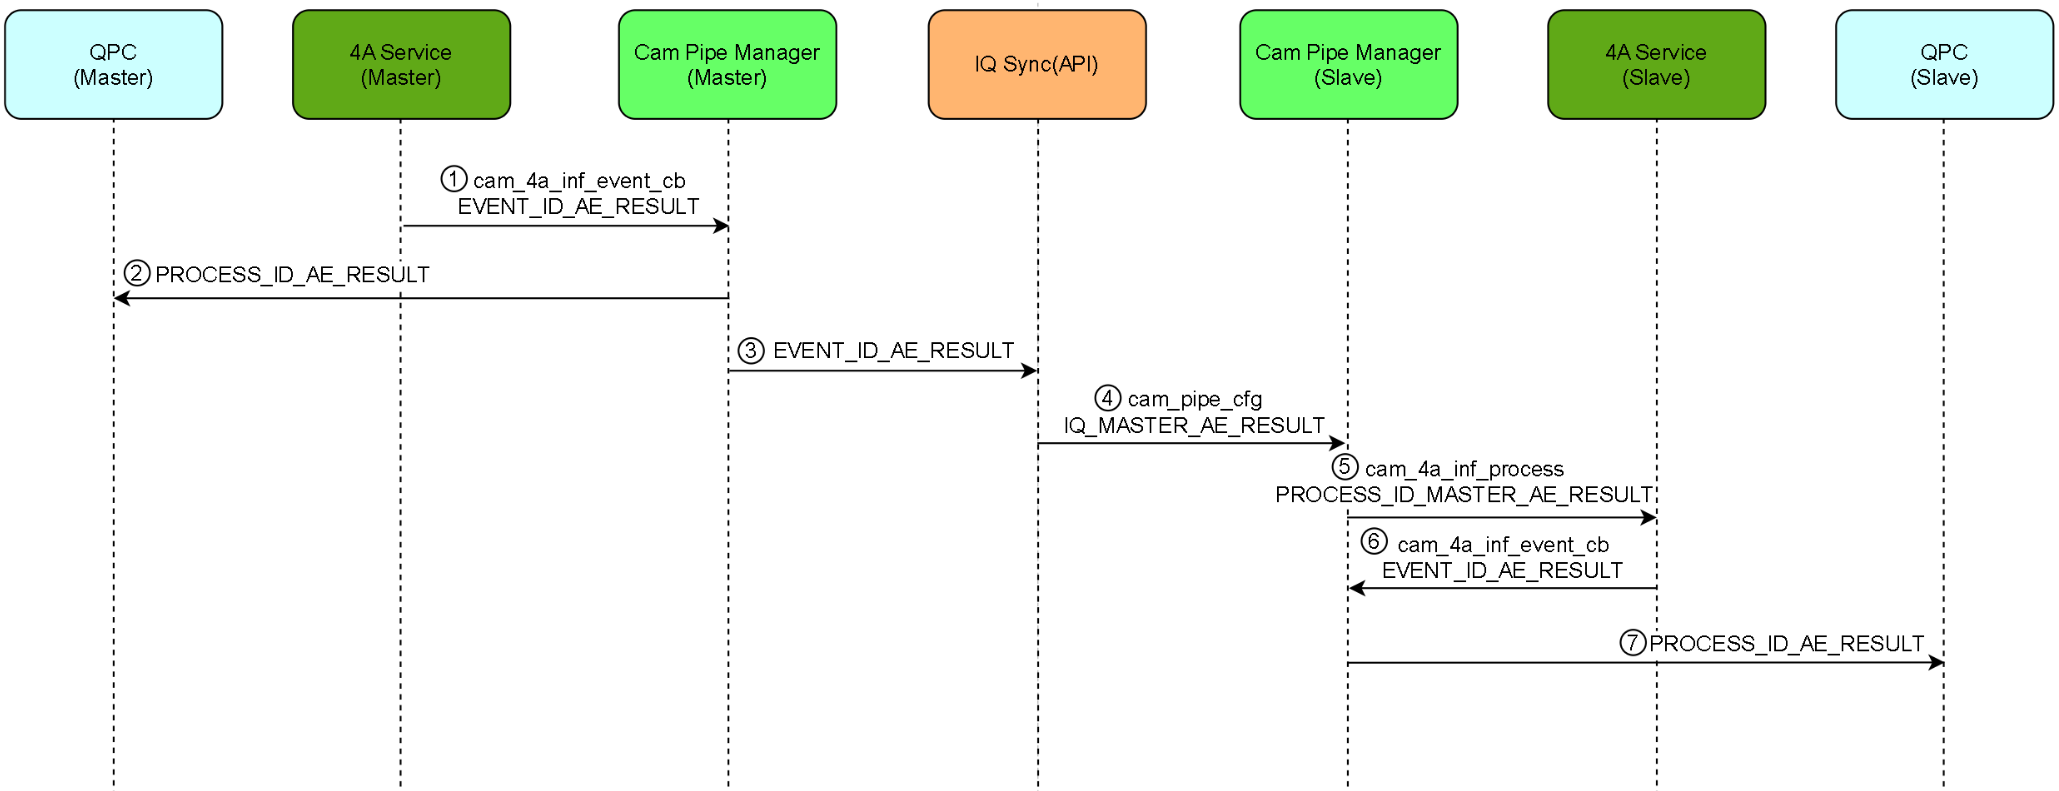 QPC
(Master)
4A Service
(Master)
Cam Pipe Manager
(Master)
IQ Sync(API)
Cam Pipe Manager
(Slave)
4A Service
(Slave)
QPC
(Slave)
① cam_4a_inf_event_cb
EVENT_ID_AE_RESULT
② PROCESS_ID_AE_RESULT
③ EVENT_ID_AE_RESULT
④ cam_pipe_cfg
IQ_MASTER_AE_RESULT
⑤ cam_4a_inf_process
PROCESS_ID_MASTER_AE_RESULT
⑥ cam_4a_inf_event_cb
EVENT_ID_AE_RESULT
⑦ PROCESS_ID_AE_RESULT